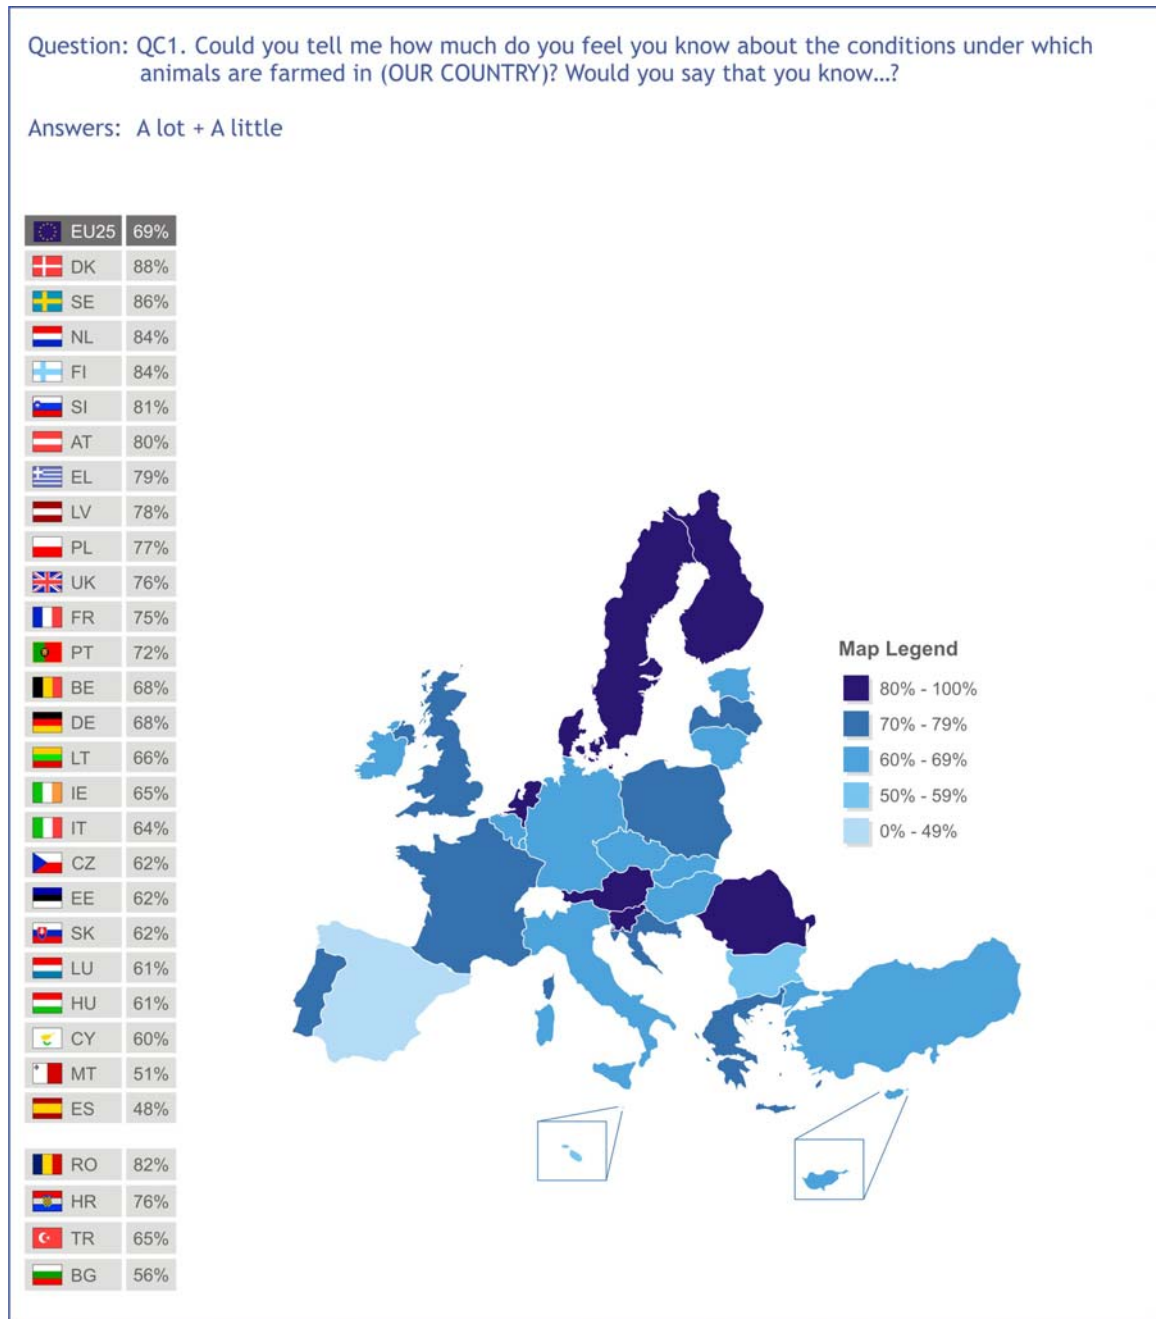 Question: QC1. Could you tell me how much do you feel you know about the conditions under which
animals are farmed in (OUR COUNTRY)? Would you say that you know…?
Answers: A lot + A little
EU25 69%
DK 88%
SE 86%
NL 84%
FI 84%
SI 81%
AT 80%
EL 79%
LV 78%
PL 77%
UK 76%
FR 75%
PT 72%
BE 68%
DE 68%
LT 66%
IE 65%
IT 64%
CZ 62%
EE 62%
SK 62%
LU 61%
HU 61%
CY 60%
MT 51%
ES 48%
RO 82%
HR 76%
TR 65%
BG 56%
Map Legend
80% - 100%
70% - 79%
60% - 69%
50% - 59%
0% - 49%